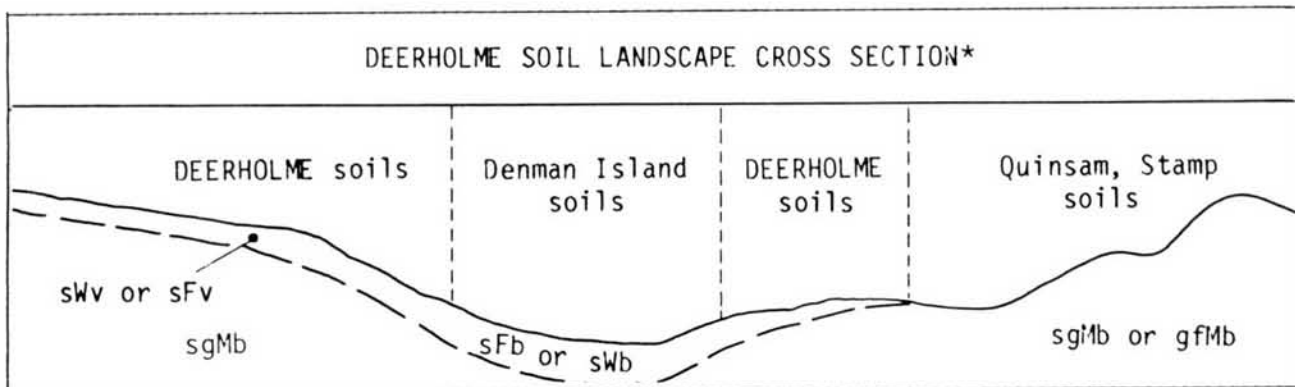 DEERHOLME SOIL LANDSCAPE CROSS SECTION*
DEERHOLME soils
Denman Island
soils
DEERHOLME
soils
Quinsam, Stamp
soils
sWv or sFv
sgMb
sFb or sWb
sgMb or gfMb